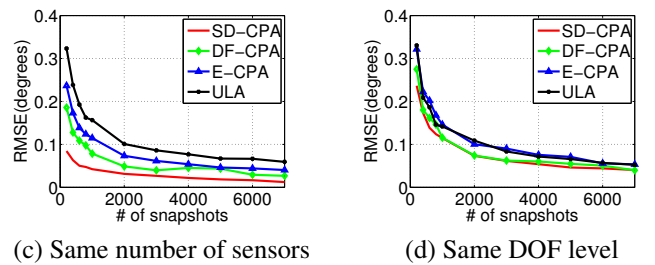 0.4
0.3
0.2
0.1
0
RMSE(degrees)
SD−CPA
DF−CPA
E−CPA
ULA
0 2000 4000 6000
# of snapshots
(c) Same number of sensors
0.4
0.3
0.2
0.1
0
RMSE(degrees)
SD−CPA
DF−CPA
E−CPA
ULA
0 2000 4000 6000
# of snapshots
(d) Same DOF level